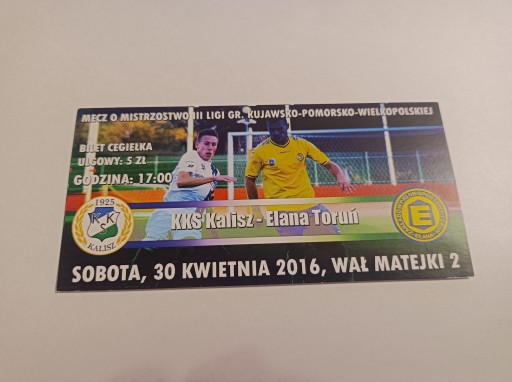 MECZ O MISTRZOSTWO III LIGI GR. KUJAWSKO-POMORSKO-WIELKOPOLSKIEJ
BILET CEGIEŁKA
ULGOWY: 5 ZŁ
GODZINA: 17:00
1925
KKS
KALISZ
KKS Kalisz - Elana Toruń
E
SOBOTA, 30 KWIETNIA 2016, WAŁ MATEJKI 2